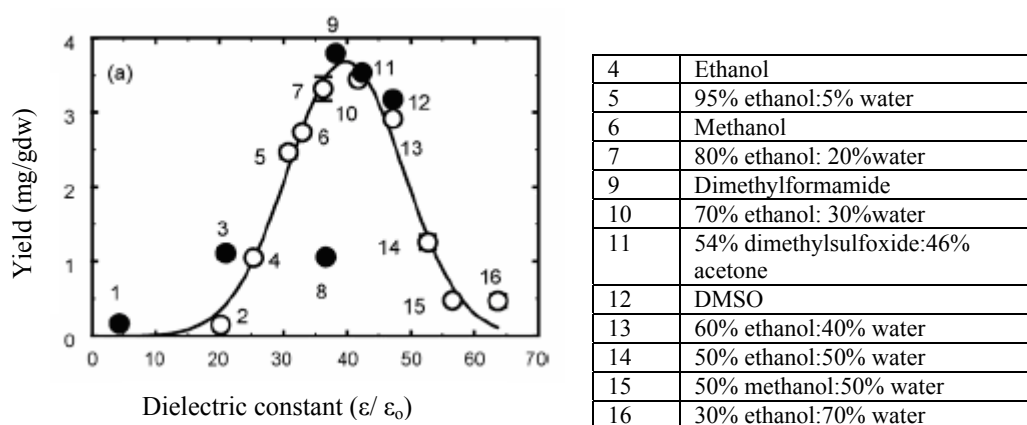 9
4
(a)
11
7
12
3
10
6
13
5
2
3
8
14
1
4
1
16
15
2
0
0 10 20 30 40 50 60 70
Yield (mg/gdw)
Dielectric constant (ε/ εo)
4 Ethanol
5 95% ethanol:5% water
6 Methanol
7 80% ethanol: 20%water
9 Dimethylformamide
10 70% ethanol: 30%water
11 54% dimethylsulfoxide:46%
acetone
12 DMSO
13 60% ethanol:40% water
14 50% ethanol:50% water
15 50% methanol:50% water
16 30% ethanol:70% water